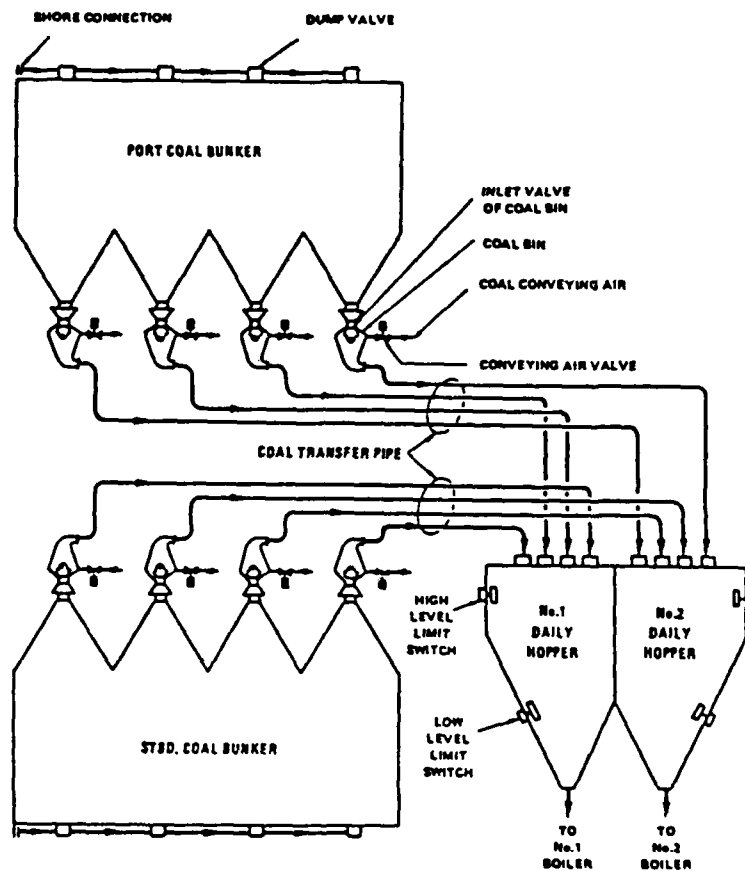 SHORE CONNECTION
DUMP VALVE
PORT COAL BUNKER
INLET VALVE
OF COAL BIN
COAL BIN
COAL CONVEYING AIR
CONVEYING AIR VALVE
COAL TRANSFER PIPE
HIGH
LEVEL
LIMIT
SWITCH
No.1
DAILY
HOPPER
No.2
DAILY
HOPPER
LOW
LEVEL
LIMIT
SWITCH
STBD. COAL BUNKER
TO
No.1
BOILER
TO
No.2
BOILER